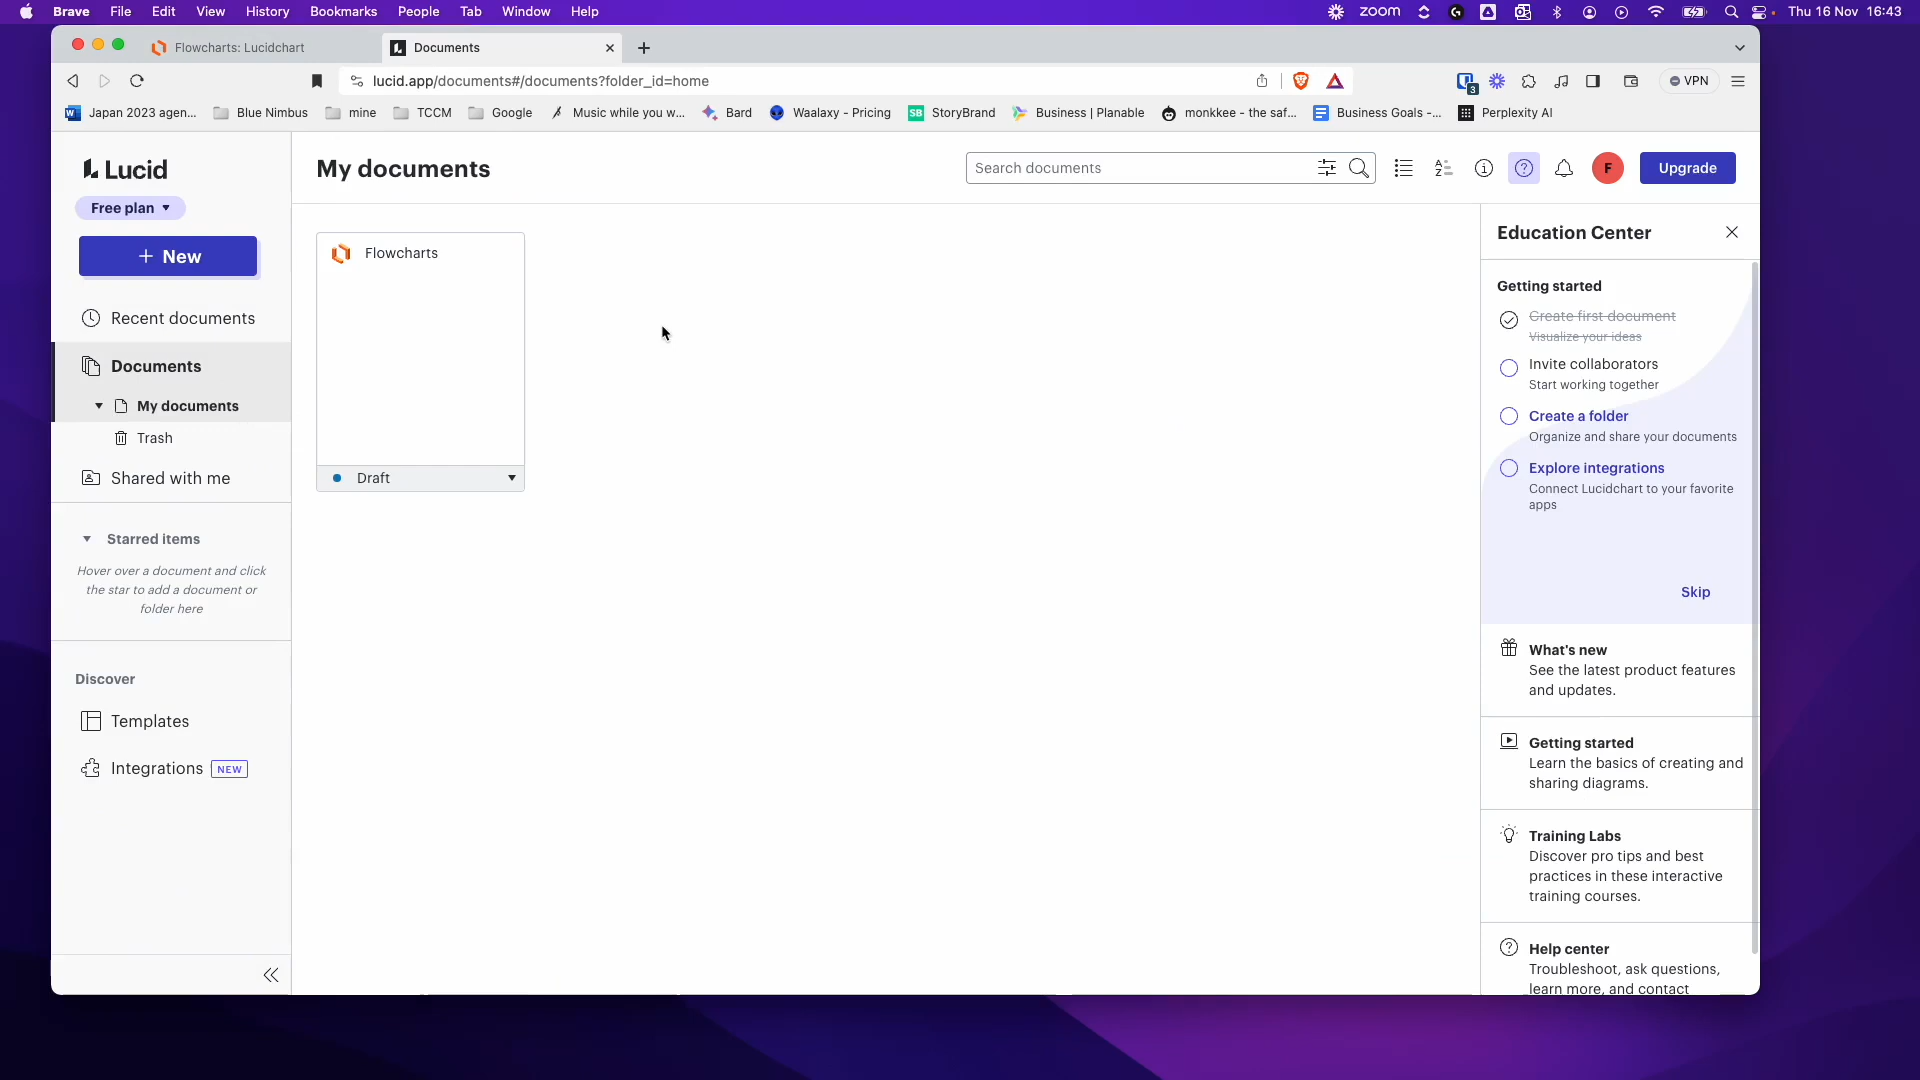 Brave File Edit View History Bookmarks People Tab Window Help zoom Thu 16 Nov 16:43
Flowcharts: Lucidchart Documents
lucid.app/documents#/documents?folder_id=home 3 VPN
Japan 2023 agen... Blue Nimbus mine TCCM Google Music while you w... Bard Waalaxy - Pricing SB StoryBrand Business | Planable monkkee - the saf... Business Goals -... Perplexity AI
Lucid
Free plan
+ New
Recent documents
Documents
My documents
Trash
Shared with me
Starred items
Hover over a document and click
the star to add a document or
folder here
Discover
Templates
Integrations NEW
My documents
Search documents
F
Upgrade
Flowcharts
Draft
Education Center
Getting started
Create first document
Visualize your ideas
Invite collaborators
Start working together
Create a folder
Organize and share your documents
Explore integrations
Connect Lucidchart to your favorite
apps
Skip
What's new
See the latest product features
and updates.
Getting started
Learn the basics of creating and
sharing diagrams.
Training Labs
Discover pro tips and best
practices in these interactive
training courses.
Help center
Troubleshoot, ask questions,
learn more, and contact